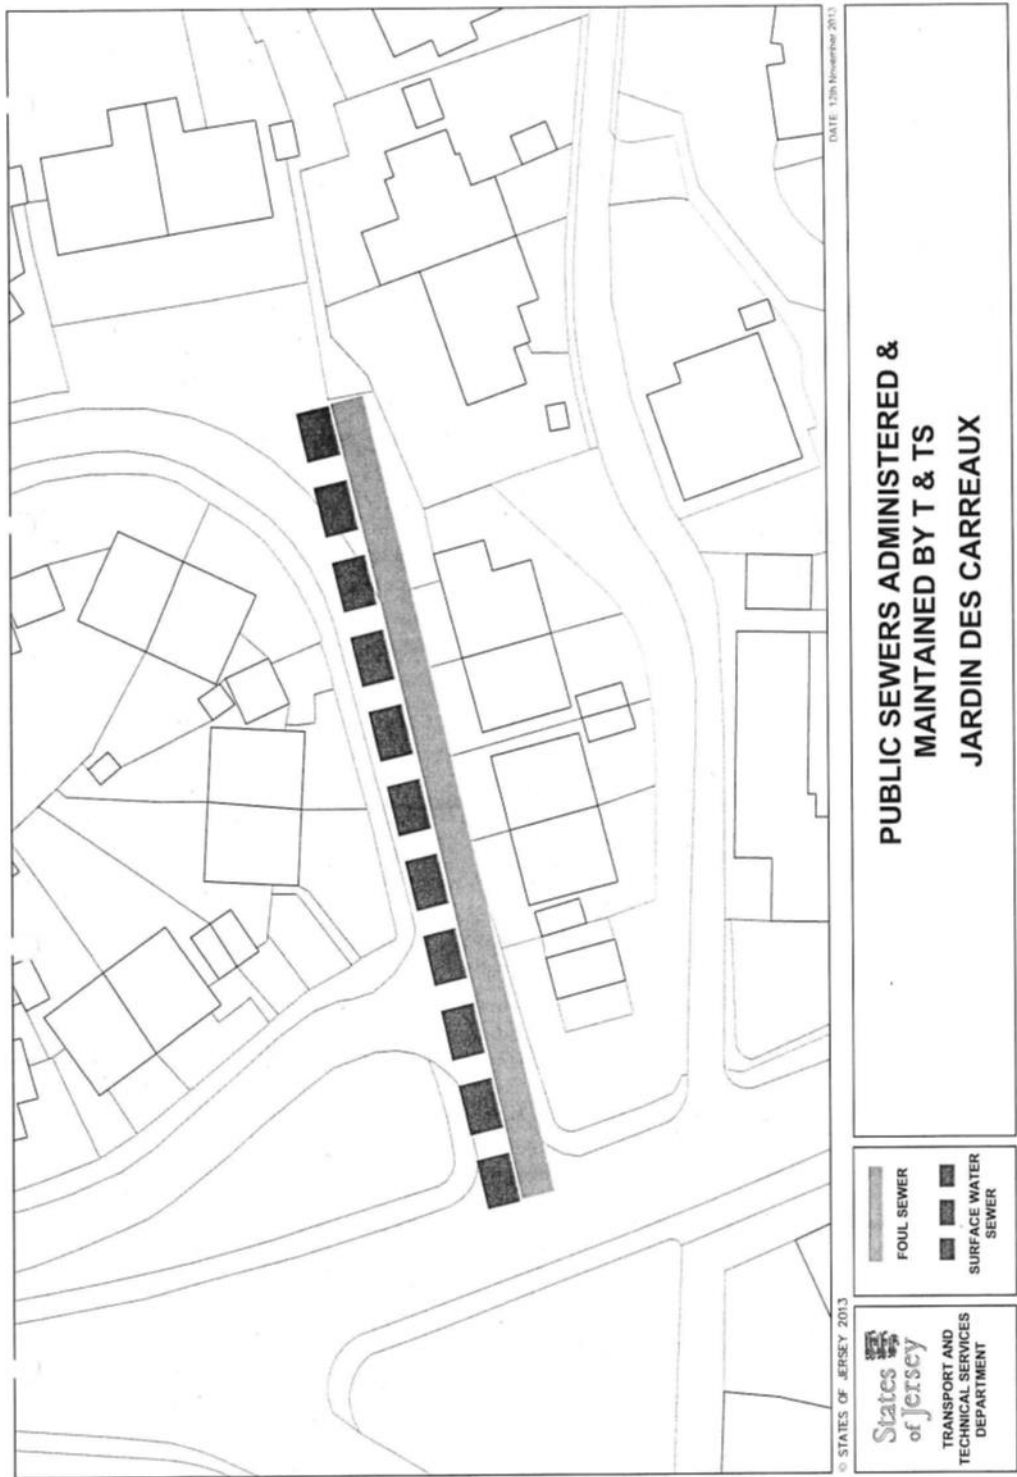 © STATES OF JERSEY 2013
DATE: 12th November 2013
States
of Jersey
TRANSPORT AND
TECHNICAL SERVICES
DEPARTMENT
FOUL SEWER
SURFACE WATER
SEWER
PUBLIC SEWERS ADMINISTERED &
MAINTAINED BY T & TS
JARDIN DES CARREAUX